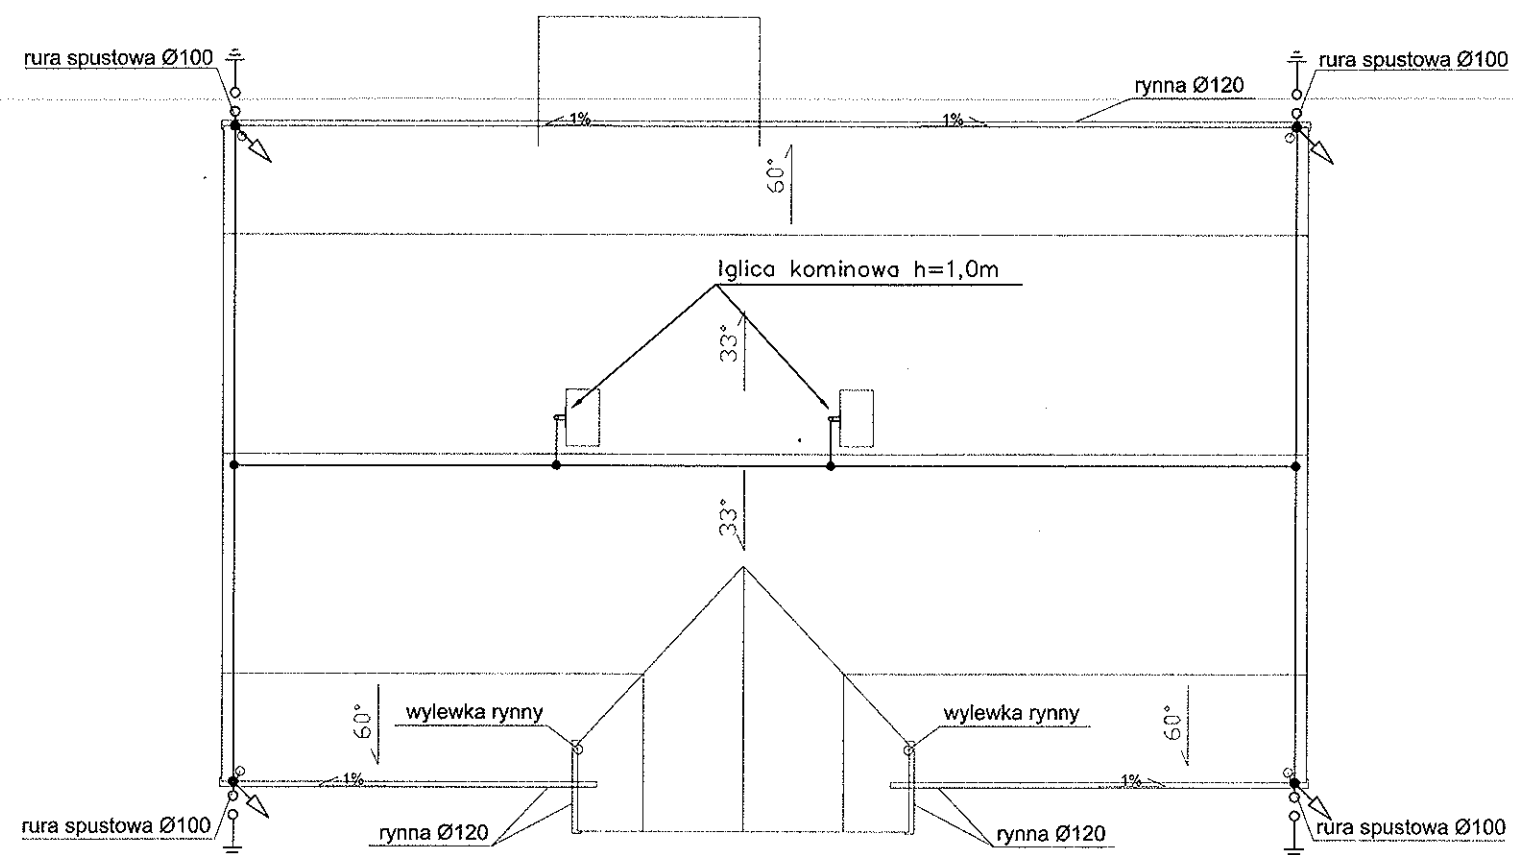 rura spustowa Ø100
rura spustowa Ø100
rynna Ø120
1%
1%
60°
Iglica kominowa h=1,0m
33°
33°
60°
wylewka rynny
wylewka rynny
60°
1%
1%
rura spustowa Ø100
rynna Ø120
rynna Ø120
rura spustowa Ø100